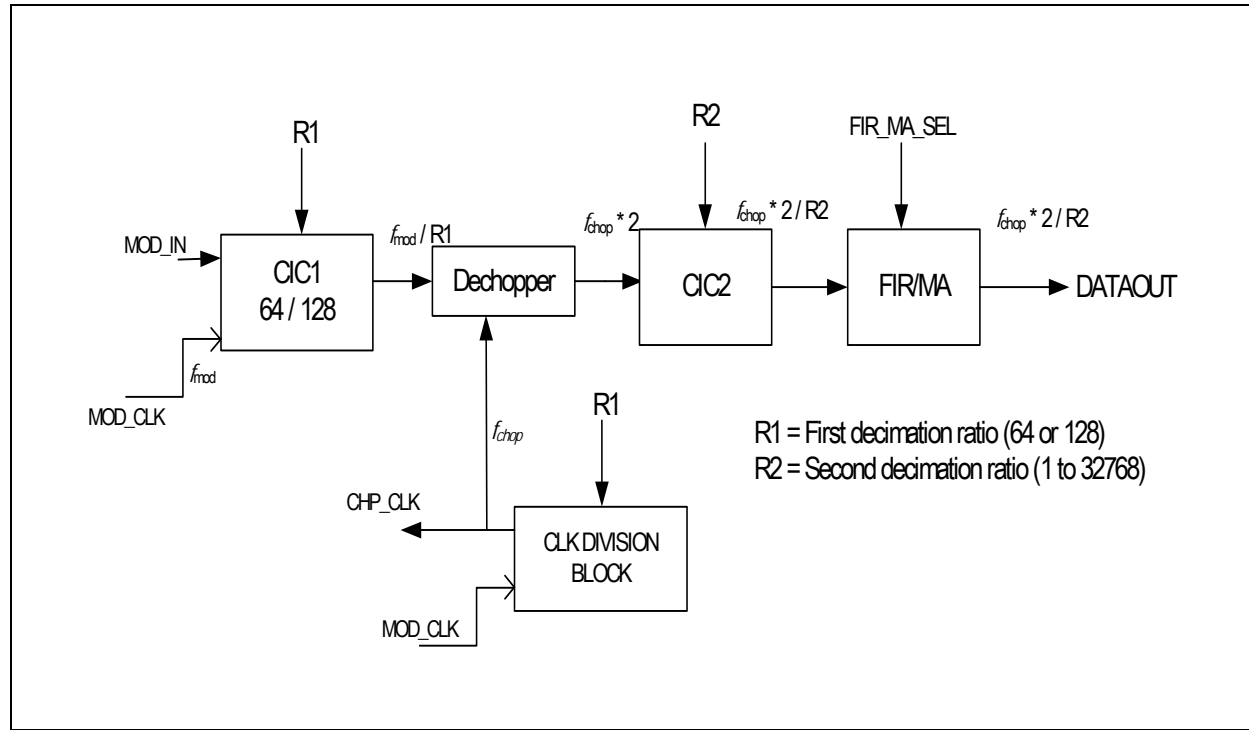 R1
R2
FIR_MA_SEL
MOD_IN
CIC1
64 / 128
fmod / R1
Dechopper
fchop * 2
CIC2
fchop * 2 / R2
FIR/MA
fchop * 2 / R2
DATAOUT
fmod
MOD_CLK
fchop
R1
R1 = First decimation ratio (64 or 128)
R2 = Second decimation ratio (1 to 32768)
CHP_CLK
CLK DIVISION
BLOCK
MOD_CLK